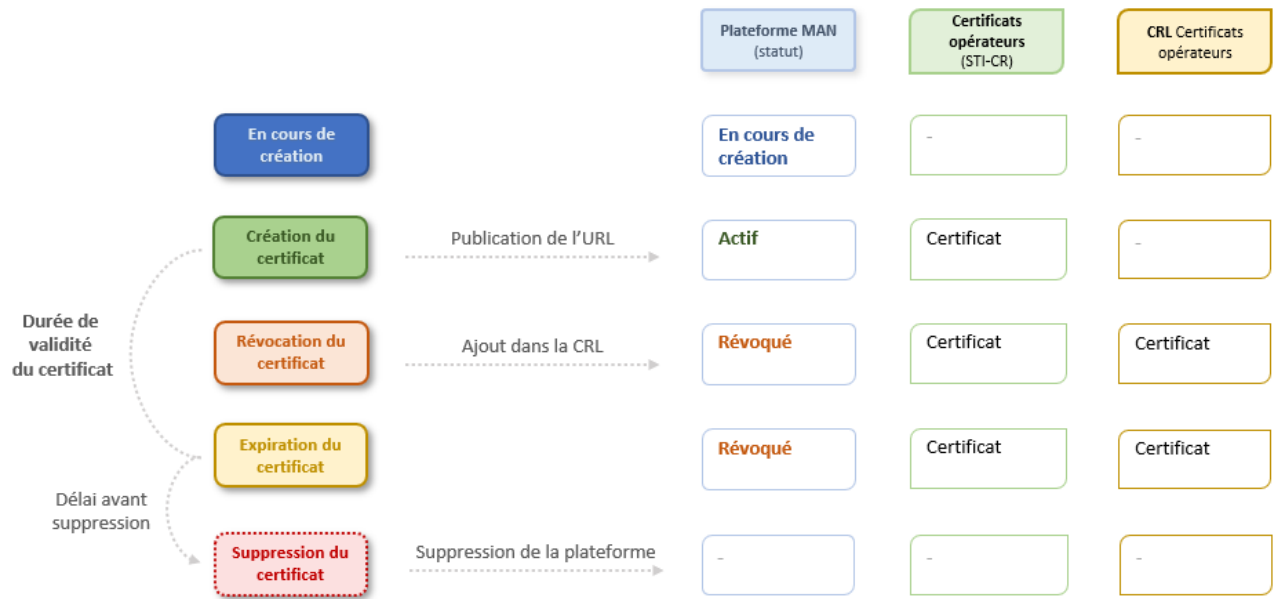 Plateforme MAN
(statut)
Certificats
opérateurs
(STI-CR)
CRL Certificats
opérateurs
En cours de
création
En cours de
création
-
-
Création du
certificat
Publication de l’URL
Actif
Certificat
-
Durée de
validité
du certificat
Révocation du
certificat
Ajout dans la CRL
Révoqué
Certificat
Certificat
Expiration du
certificat
Révoqué
Certificat
Certificat
Délai avant
suppression
Suppression du
certificat
Suppression de la plateforme
-
-
-